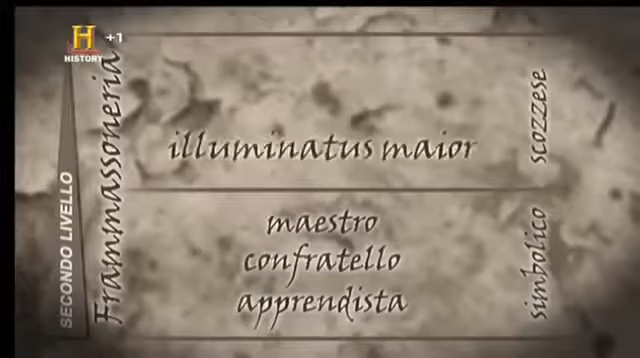 H +1
HISTORY
SECONDO LIVELLO
Frammassoneria
illuminatus maior
scozzese
maestro
confratello
apprendista
simbolico